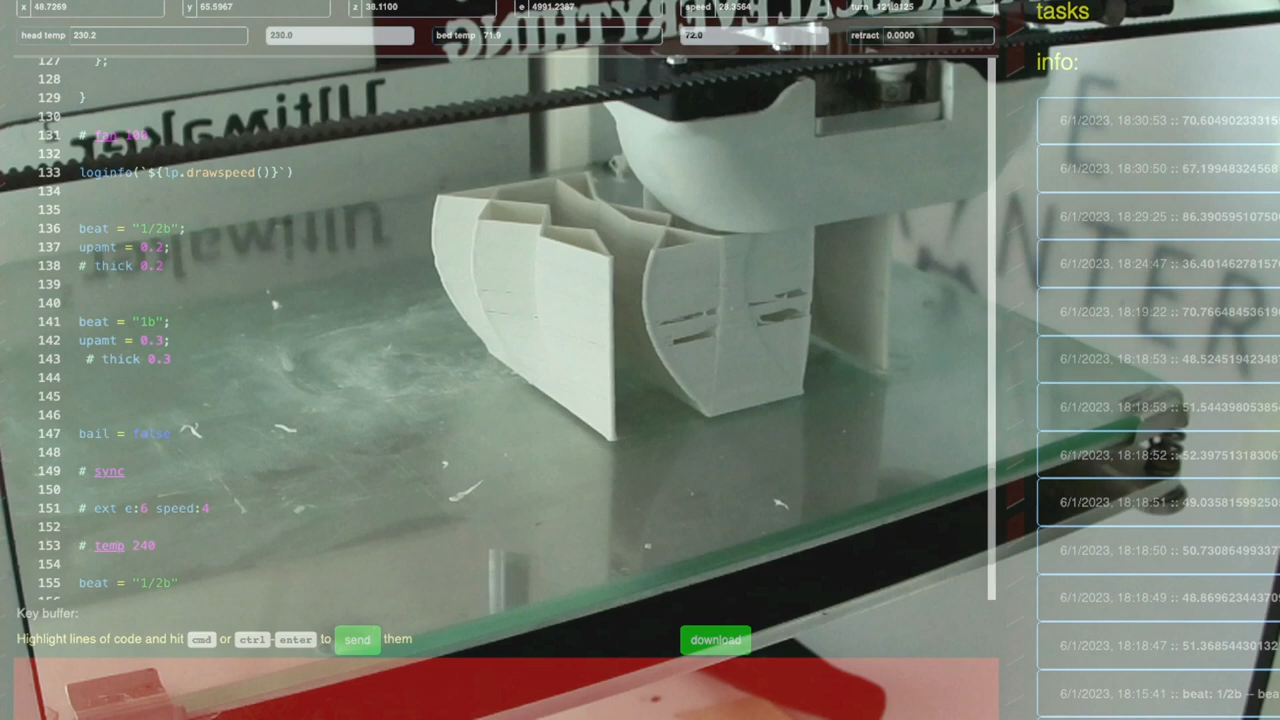 x 48.7269 y 65.5967 z 38.1100 e 4991.2387 speed 28.3564 turn 121.9125
head temp 230.2 230.0 bed temp 71.9 72.0 retract 0.0000
tasks
info:
127 };
128
129 }
130
131 # fan 100
132
133 loginfo(`${lp.drawspeed()}`)
134
135
136 beat = "1/2b";
137 upamt = 0.2;
138 # thick 0.2
139
140
141 beat = "1b";
142 upamt = 0.3;
143 # thick 0.3
144
145
146
147 bail = false
148
149 # sync
150
151 # ext e:6 speed:4
152
153 # temp 240
154
155 beat = "1/2b"
Key buffer:
Highlight lines of code and hit cmd or ctrl-enter to send them
download
6/1/2023, 18:30:53 :: 70.60490233315
6/1/2023, 18:30:50 :: 67.19948324568
6/1/2023, 18:29:25 :: 86.39059510750
6/1/2023, 18:24:47 :: 36.40146278157
6/1/2023, 18:19:22 :: 70.76648453619
6/1/2023, 18:18:53 :: 48.52451942348
6/1/2023, 18:18:53 :: 51.54439805385
6/1/2023, 18:18:52 :: 52.39751318306
6/1/2023, 18:18:51 :: 49.03581599250
6/1/2023, 18:18:50 :: 50.73086499337
6/1/2023, 18:18:49 :: 48.86962344370
6/1/2023, 18:18:47 :: 51.36854430132
6/1/2023, 18:15:41 :: beat: 1/2b -- bea
EVERYTHING
Ultimaker
Ultimaker
E
NTER